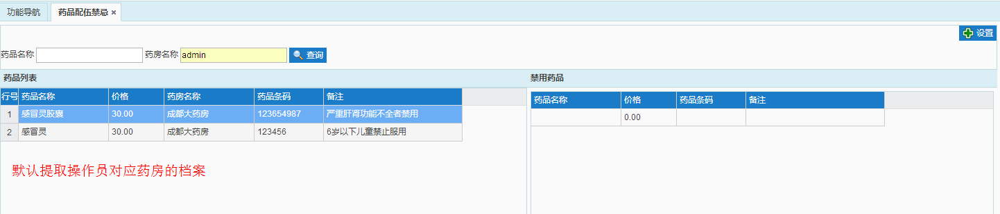 功能导航 药品配伍禁忌
设置
药品名称 药房名称 admin 查询
药品列表 禁用药品
行号 药品名称 价格 药房名称 药品条码 备注
药品名称 价格 药品条码 备注
1 感冒灵胶囊 30.00 成都大药房 123654987 严重肝肾功能不全者禁用
0.00
2 感冒灵 30.00 成都大药房 123456 6岁以下儿童禁止服用
默认提取操作员对应药房的档案